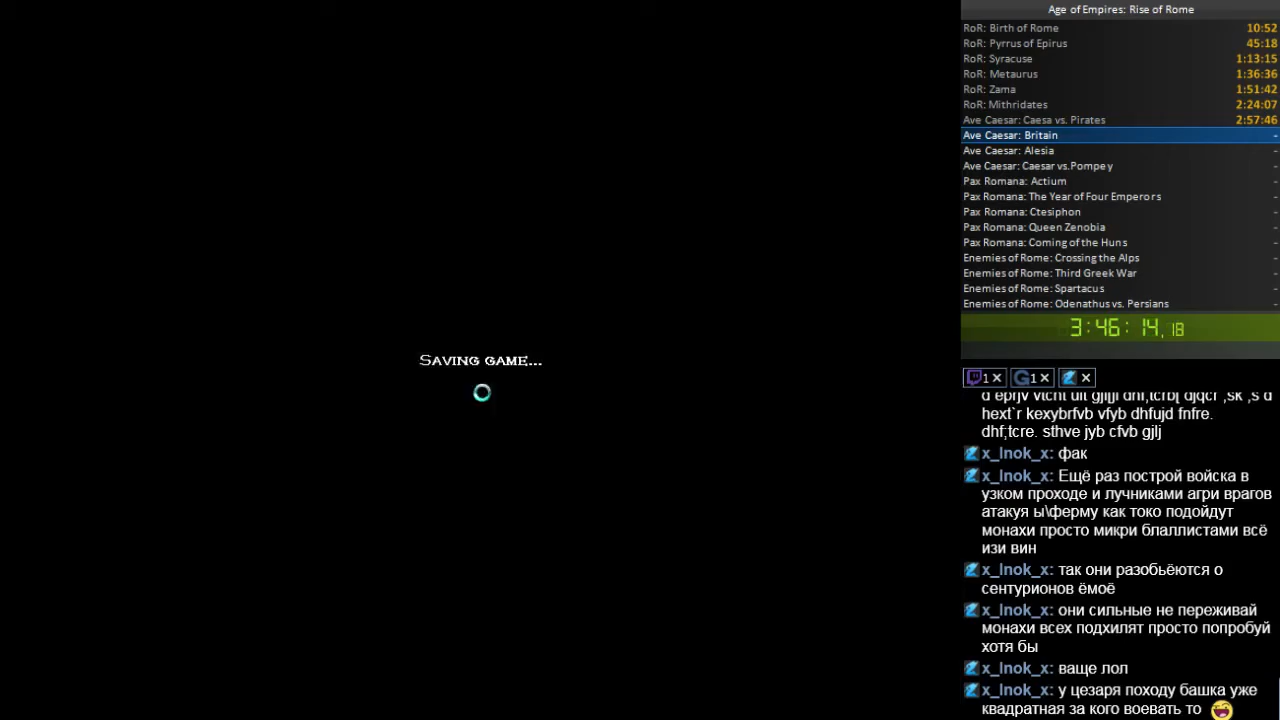 Age of Empires: Rise of Rome
RoR: Birth of Rome 10:52
RoR: Pyrrus of Epirus 45:18
RoR: Syracuse 1:13:15
RoR: Metaurus 1:36:36
RoR: Zama 1:51:42
RoR: Mithridates 2:24:07
Ave Caesar: Caesa vs. Pirates 2:57:46
Ave Caesar: Britain -
Ave Caesar: Alesia -
Ave Caesar: Caesar vs.Pompey -
Pax Romana: Actium -
Pax Romana: The Year of Four Emperors -
Pax Romana: Ctesiphon -
Pax Romana: Queen Zenobia -
Pax Romana: Coming of the Huns -
Enemies of Rome: Crossing the Alps -
Enemies of Rome: Third Greek War -
Enemies of Rome: Spartacus -
Enemies of Rome: Odenathus vs. Persians -
3:46:14,18
Saving game...
1 × 1 × ×
hext`r kexybrfvb vfyb dhfujd fnfre.
dhf;tcre. sthve jyb cfvb gjlj
x_lnok_x: фак
x_lnok_x: Ещё раз построй войска в
узком проходе и лучниками агри врагов
атакуя ы\ферму как токо подойдут
монахи просто микри блаллистами всё
изи вин
x_lnok_x: так они разобьёются о
сентурионов ёмоё
x_lnok_x: они сильные не переживай
монахи всех подхилят просто попробуй
хотя бы
x_lnok_x: ваще лол
x_lnok_x: у цезаря походу башка уже
квадратная за кого воевать то